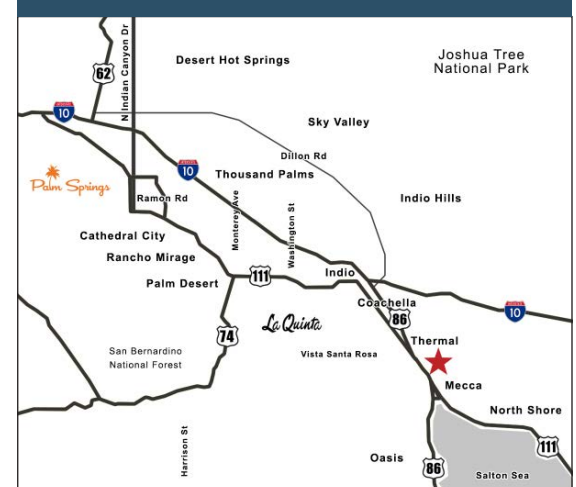 Joshua Tree
National Park
Desert Hot Springs
62
N Indian Canyon Dr
10
Sky Valley
Dillon Rd
10
Thousand Palms
Palm Springs
Ramon Rd
Indio Hills
Monterey Ave
Washington St
Cathedral City
Rancho Mirage
Indio
111
Palm Desert
Coachella
10
86
La Quinta
74
Thermal
San Bernardino
National Forest
Vista Santa Rosa
Mecca
North Shore
Harrison St
111
Oasis
86
Salton Sea